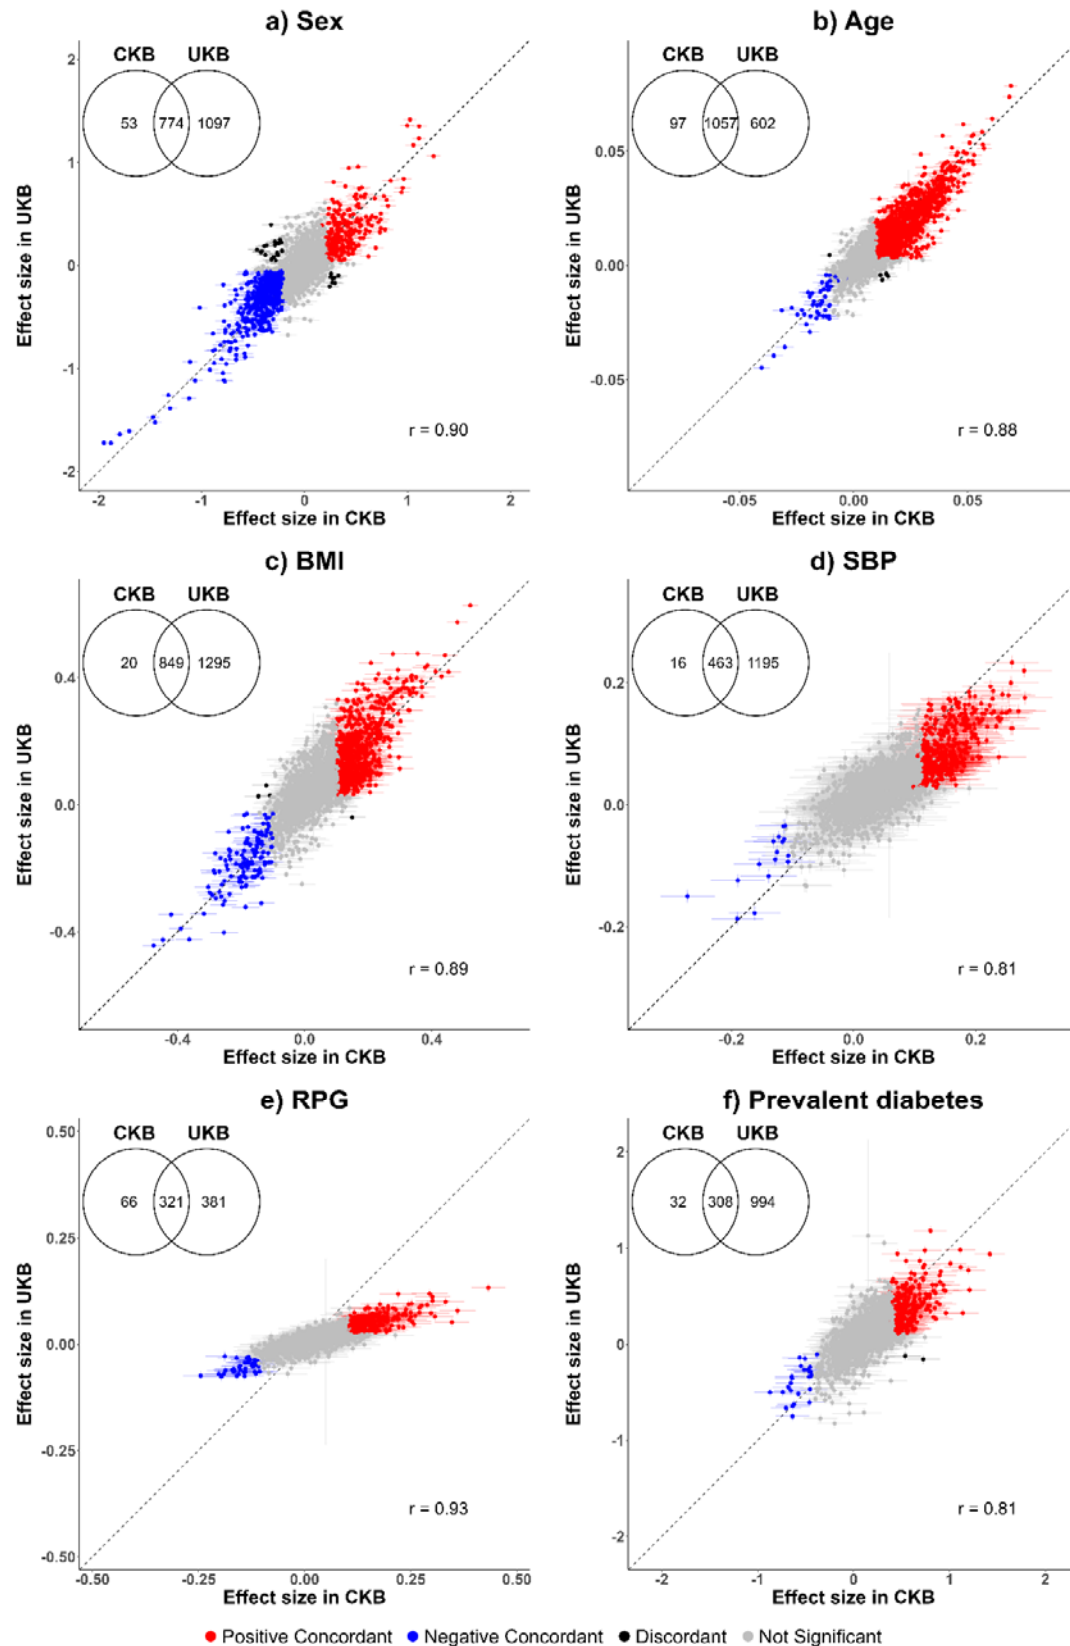 a) Sex
CKB UKB
53 774 1097
2
1
0
-1
-2
Effect size in UKB
r = 0.90
-2 -1 0 1 2
Effect size in CKB
b) Age
CKB UKB
97 1057 602
0.05
0.00
-0.05
Effect size in UKB
r = 0.88
-0.05 0.00 0.05
Effect size in CKB
c) BMI
CKB UKB
20 849 1295
0.4
0.0
-0.4
Effect size in UKB
r = 0.89
-0.4 0.0 0.4
Effect size in CKB
d) SBP
CKB UKB
16 463 1195
0.2
0.0
-0.2
Effect size in UKB
r = 0.81
-0.2 0.0 0.2
Effect size in CKB
e) RPG
CKB UKB
66 321 381
0.50
0.25
0.00
-0.25
-0.50
Effect size in UKB
r = 0.93
-0.50 -0.25 0.00 0.25 0.50
Effect size in CKB
f) Prevalent diabetes
CKB UKB
32 308 994
2
1
0
-1
-2
Effect size in UKB
r = 0.81
-2 -1 0 1 2
Effect size in CKB
Positive Concordant Negative Concordant Discordant Not Significant